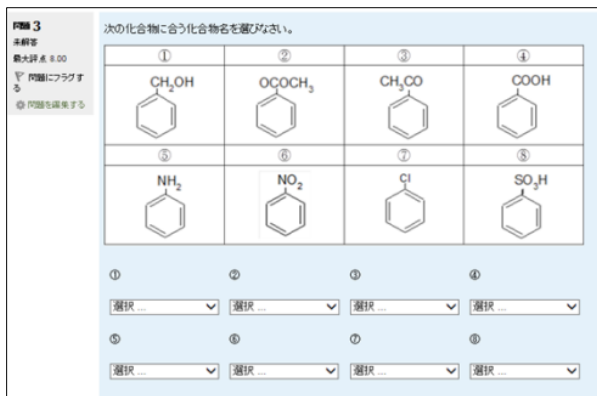 問題 3
未解答
最大評点 8.00
問題にフラグす
る
問題を編集する
次の化合物に合う化合物名を選びなさい。
① ② ③ ④
CH2OH OCOCH3 CH3CO COOH
⑤ ⑥ ⑦ ⑧
NH2 NO2 Cl SO3H
① ② ③ ④
選択 ... 選択 ... 選択 ... 選択 ...
⑤ ⑥ ⑦ ⑧
選択 ... 選択 ... 選択 ... 選択 ...